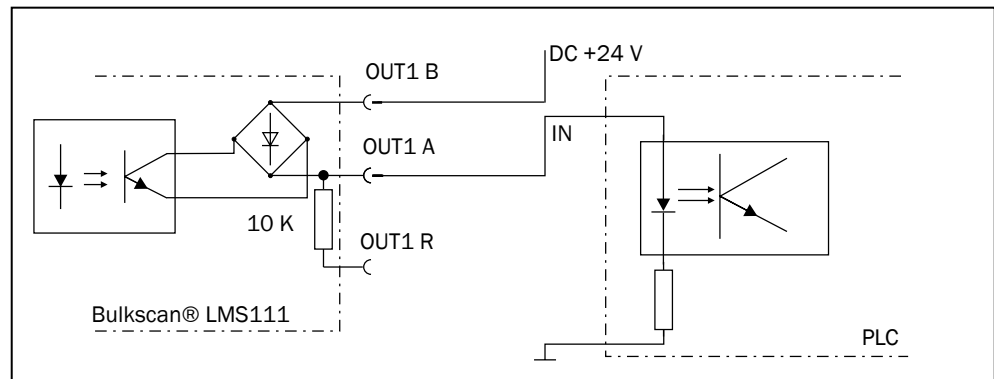 DC +24 V
OUT1 B
IN
OUT1 A
10 K
OUT1 R
Bulkscan® LMS111
PLC